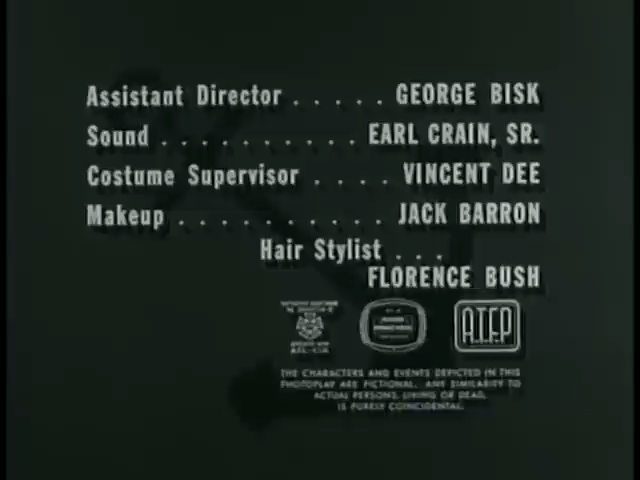 Assistant Director . . . . . GEORGE BISK
Sound . . . . . . . . . . EARL CRAIN, SR.
Costume Supervisor . . . . VINCENT DEE
Makeup . . . . . . . . . . . JACK BARRON
Hair Stylist . . .
FLORENCE BUSH
ATFP
THE CHARACTERS AND EVENTS DEPICTED IN THIS
PHOTOPLAY ARE FICTIONAL. ANY SIMILARITY TO
ACTUAL PERSONS, LIVING OR DEAD,
IS PURELY COINCIDENTAL.